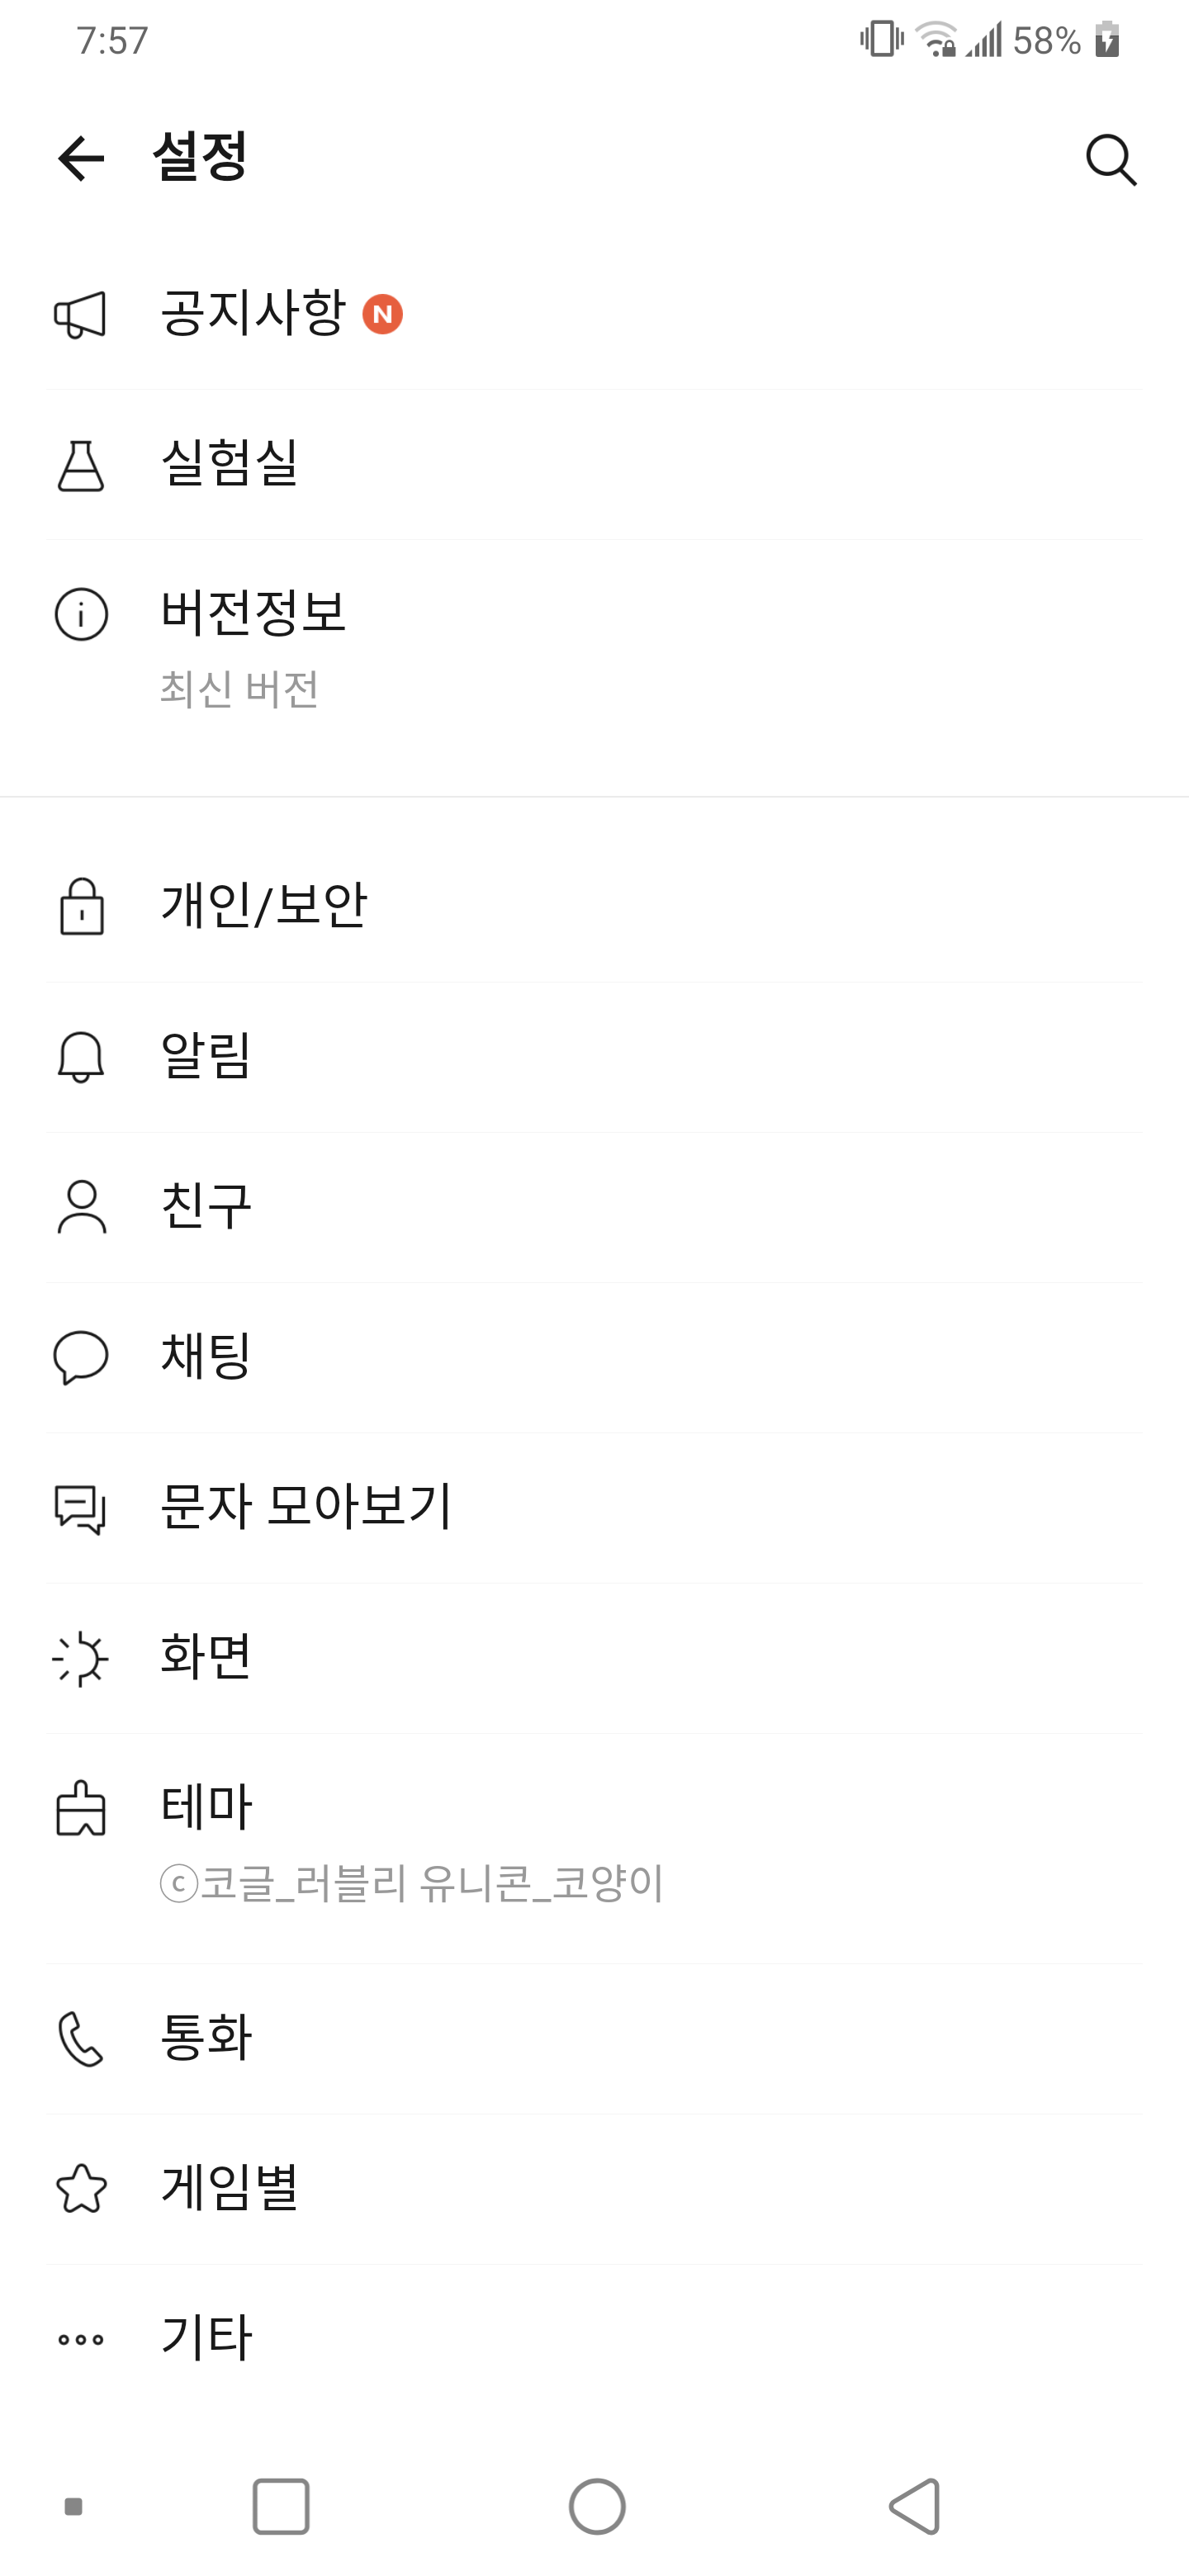 7:57
58%
설정
공지사항 N
실험실
버전정보
최신 버전
개인/보안
알림
친구
채팅
문자 모아보기
화면
테마
ⓒ코글_러블리 유니콘_코양이
통화
게임별
기타